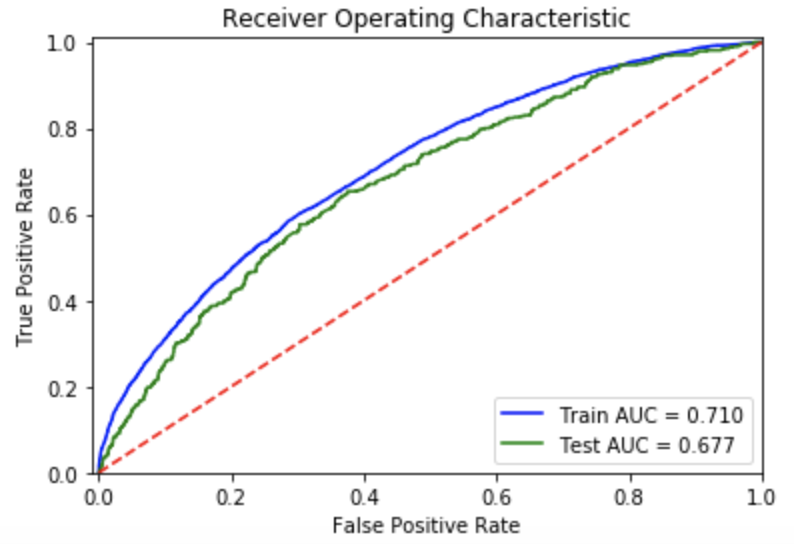 Receiver Operating Characteristic
1.0
0.8
0.6
0.4
0.2
0.0
True Positive Rate
Train AUC = 0.710
Test AUC = 0.677
0.0 0.2 0.4 0.6 0.8 1.0
False Positive Rate